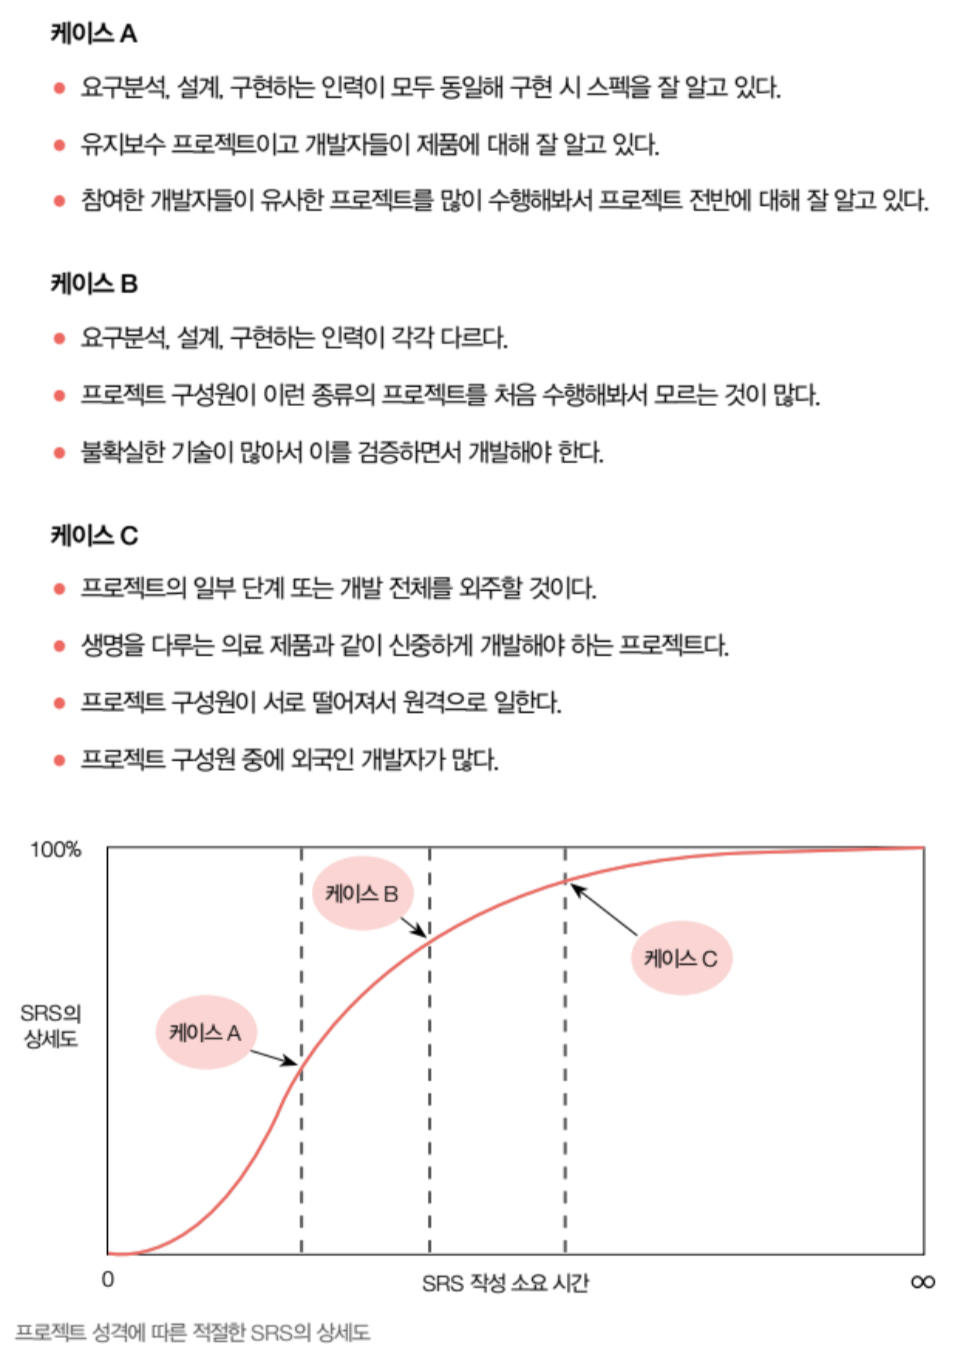 케이스 A
● 요구분석, 설계, 구현하는 인력이 모두 동일해 구현 시 스펙을 잘 알고 있다.
● 유지보수 프로젝트이고 개발자들이 제품에 대해 잘 알고 있다.
● 참여한 개발자들이 유사한 프로젝트를 많이 수행해봐서 프로젝트 전반에 대해 잘 알고 있다.
케이스 B
● 요구분석, 설계, 구현하는 인력이 각각 다르다.
● 프로젝트 구성원이 이런 종류의 프로젝트를 처음 수행해봐서 모르는 것이 많다.
● 불확실한 기술이 많아서 이를 검증하면서 개발해야 한다.
케이스 C
● 프로젝트의 일부 단계 또는 개발 전체를 외주할 것이다.
● 생명을 다루는 의료 제품과 같이 신중하게 개발해야 하는 프로젝트다.
● 프로젝트 구성원이 서로 떨어져서 원격으로 일한다.
● 프로젝트 구성원 중에 외국인 개발자가 많다.
100%
케이스 B
케이스 C
SRS의
상세도
케이스 A
0
SRS 작성 소요 시간
∞
프로젝트 성격에 따른 적절한 SRS의 상세도